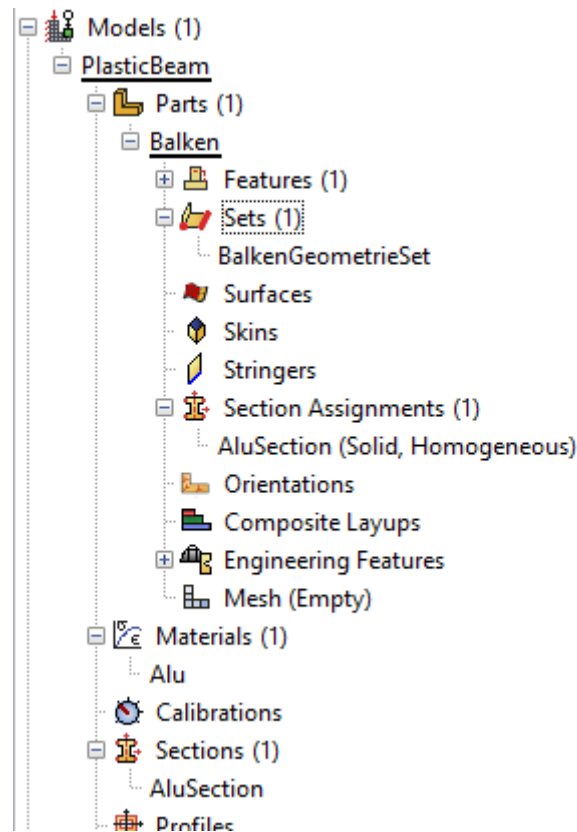 Models (1)
PlasticBeam
Parts (1)
Balken
Features (1)
Sets (1)
BalkenGeometrieSet
Surfaces
Skins
Stringers
Section Assignments (1)
AluSection (Solid, Homogeneous)
Orientations
Composite Layups
Engineering Features
Mesh (Empty)
Materials (1)
Alu
Calibrations
Sections (1)
AluSection
Profiles